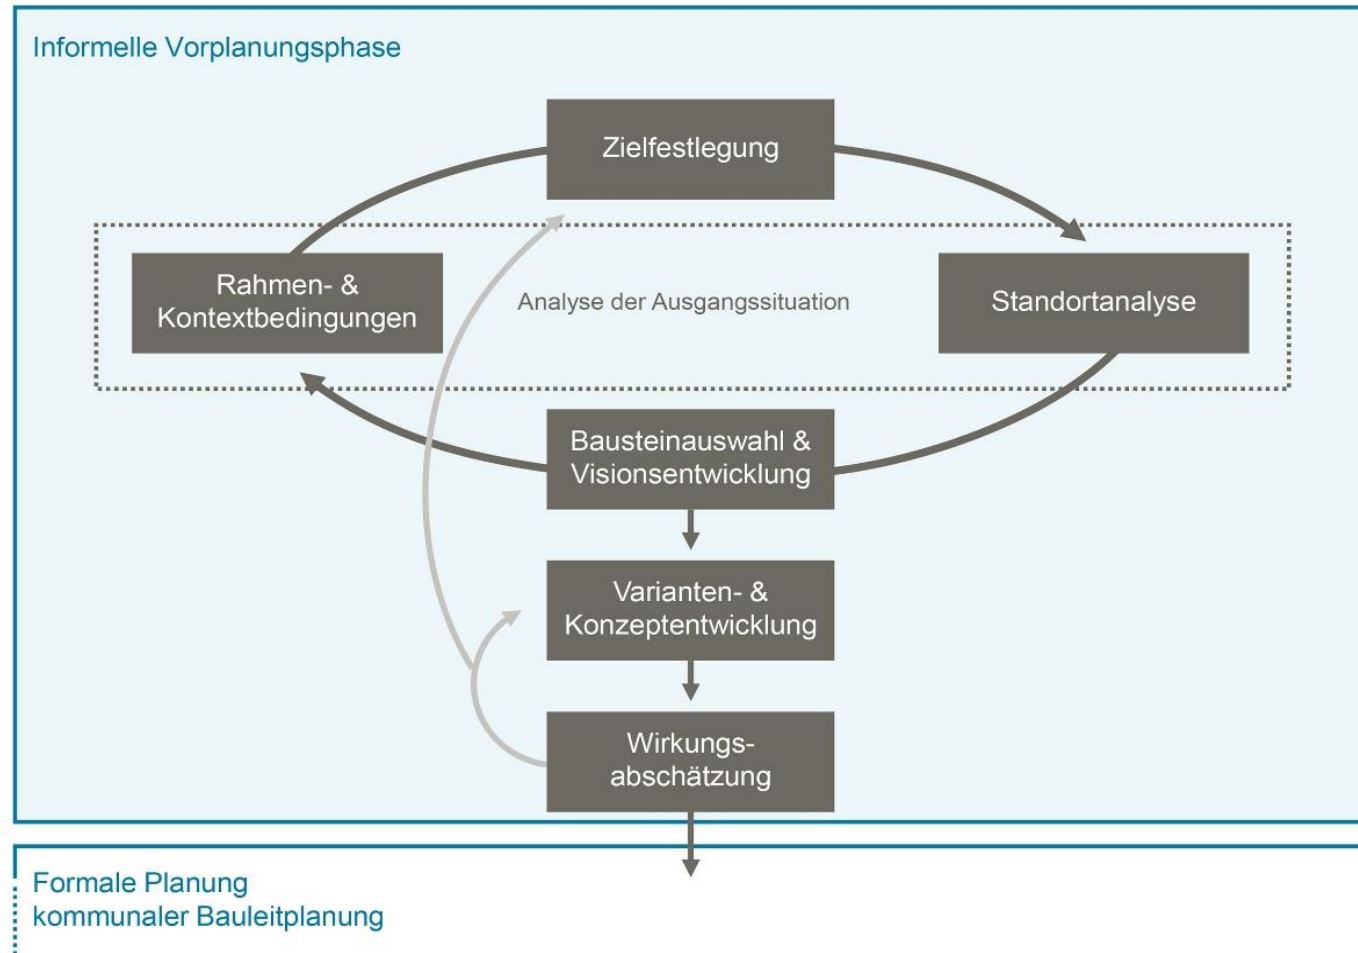 Informelle Vorplanungsphase
Zielfestlegung
Rahmen- &
Kontextbedingungen
Analyse der Ausgangssituation
Standortanalyse
Bausteinauswahl &
Visionsentwicklung
Varianten- &
Konzeptentwicklung
Wirkungs-
abschätzung
Formale Planung
kommunaler Bauleitplanung